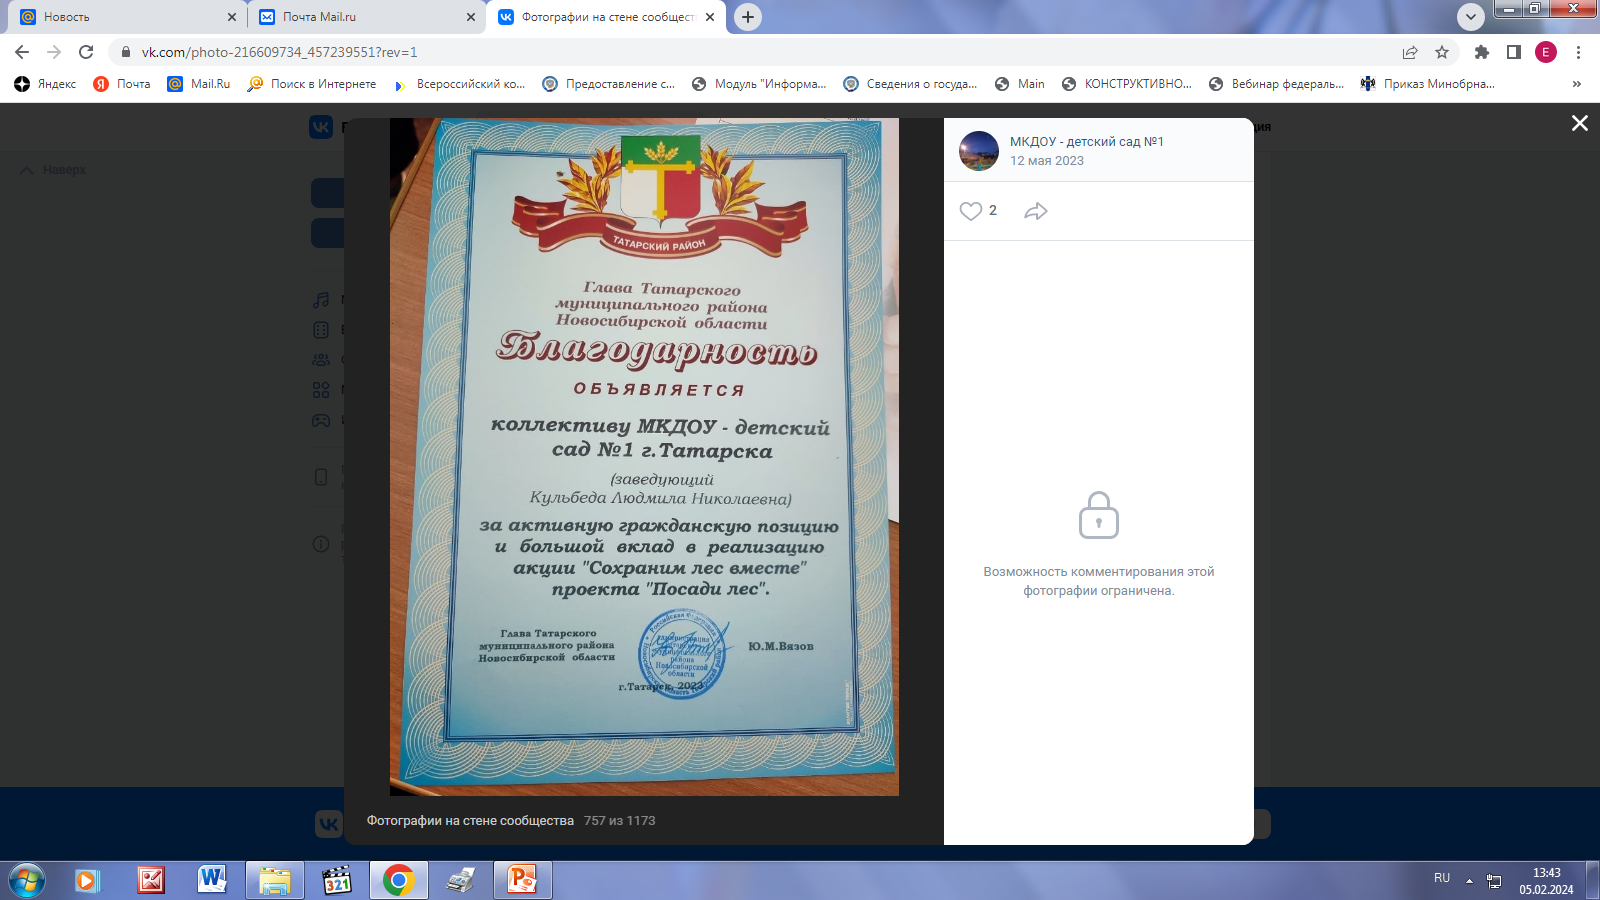 Новость
Почта Mail.ru
Фотографии на стене сообщест
vk.com/photo-216609734_457239551?rev=1
E
Яндекс
Почта
Mail.Ru
Поиск в Интернете
Всероссийский ко...
Предоставление с...
Модуль "Информа...
Сведения о госуда...
Main
КОНСТРУКТИВНО...
Вебинар федераль...
Приказ Минобрна...
»
Наверх
ТАТАРСКИЙ РАЙОН
Глава Татарского
муниципального района
Новосибирской области
Благодарность
ОБЪЯВЛЯЕТСЯ
коллективу МКДОУ - детский
сад №1 г.Татарска
(заведующий
Кульбеда Людмила Николаевна)
за активную гражданскую позицию
и большой вклад в реализацию
акции "Сохраним лес вместе"
проекта "Посади лес".
Глава Татарского
муниципального района
Новосибирской области
Ю.М.Вязов
г.Татарск, 2023
МКДОУ - детский сад №1
12 мая 2023
2
Возможность комментирования этой
фотографии ограничена.
Фотографии на стене сообщества 757 из 1173
321
RU
13:43
05.02.2024